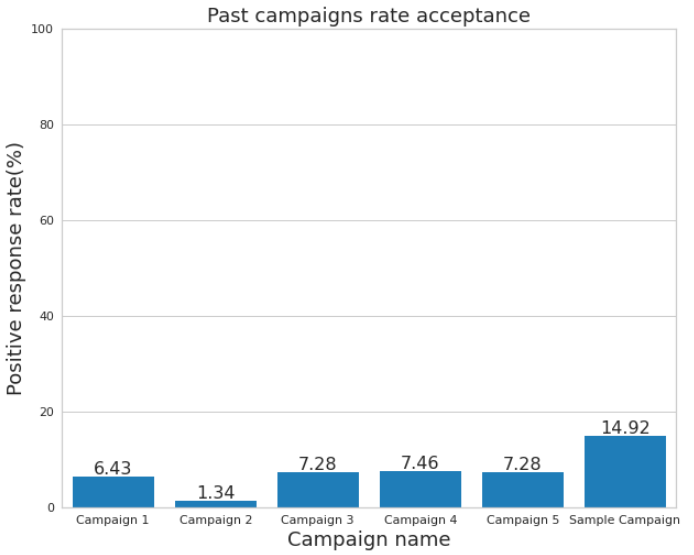 Past campaigns rate acceptance
100
80
60
40
20
0
Positive response rate(%)
6.43
1.34
7.28
7.46
7.28
14.92
Campaign 1
Campaign 2
Campaign 3
Campaign 4
Campaign 5
Sample Campaign
Campaign name